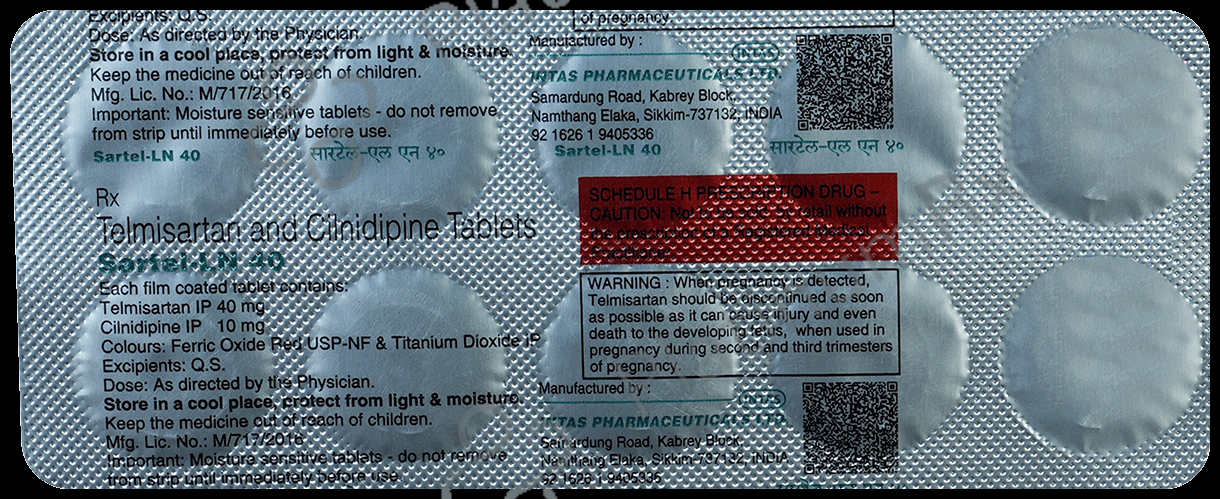 Excipients: Q.S.
Dose: As directed by the Physician.
Store in a cool place, protect from light & moisture.
Keep the medicine out of reach of children.
Mfg. Lic. No.: M/717/2016
Important: Moisture sensitive tablets - do not remove
from strip until immediately before use.
Sartel-LN 40
सारटेल-एल एन ४०
of pregnancy.
Manufactured by :
INTAS
INTAS PHARMACEUTICALS LTD.
Samardung Road, Kabrey Block,
Namthang Elaka, Sikkim-737132, INDIA
92 1626 1 9405336
Sartel-LN 40
सारटेल-एल एन ४०
Rx
Telmisartan and Cilnidipine Tablets
Sartel-LN 40
Each film coated tablet contains:
Telmisartan IP 40 mg
Cilnidipine IP 10 mg
Colours: Ferric Oxide Red USP-NF & Titanium Dioxide IP
Excipients: Q.S.
Dose: As directed by the Physician.
Store in a cool place, protect from light & moisture.
Keep the medicine out of reach of children.
Mfg. Lic. No.: M/717/2016
Important: Moisture sensitive tablets - do not remove
from strip until immediately before use.
SCHEDULE H PRESCRIPTION DRUG –
CAUTION: Not to be sold by retail without
the prescription of a Registered Medical
Practitioner.
WARNING : When pregnancy is detected,
Telmisartan should be discontinued as soon
as possible as it can cause injury and even
death to the developing fetus, when used in
pregnancy during second and third trimesters
of pregnancy.
Manufactured by :
INTAS
INTAS PHARMACEUTICALS LTD.
Samardung Road, Kabrey Block,
Namthang Elaka, Sikkim-737132, INDIA
92 1626 1 9405336